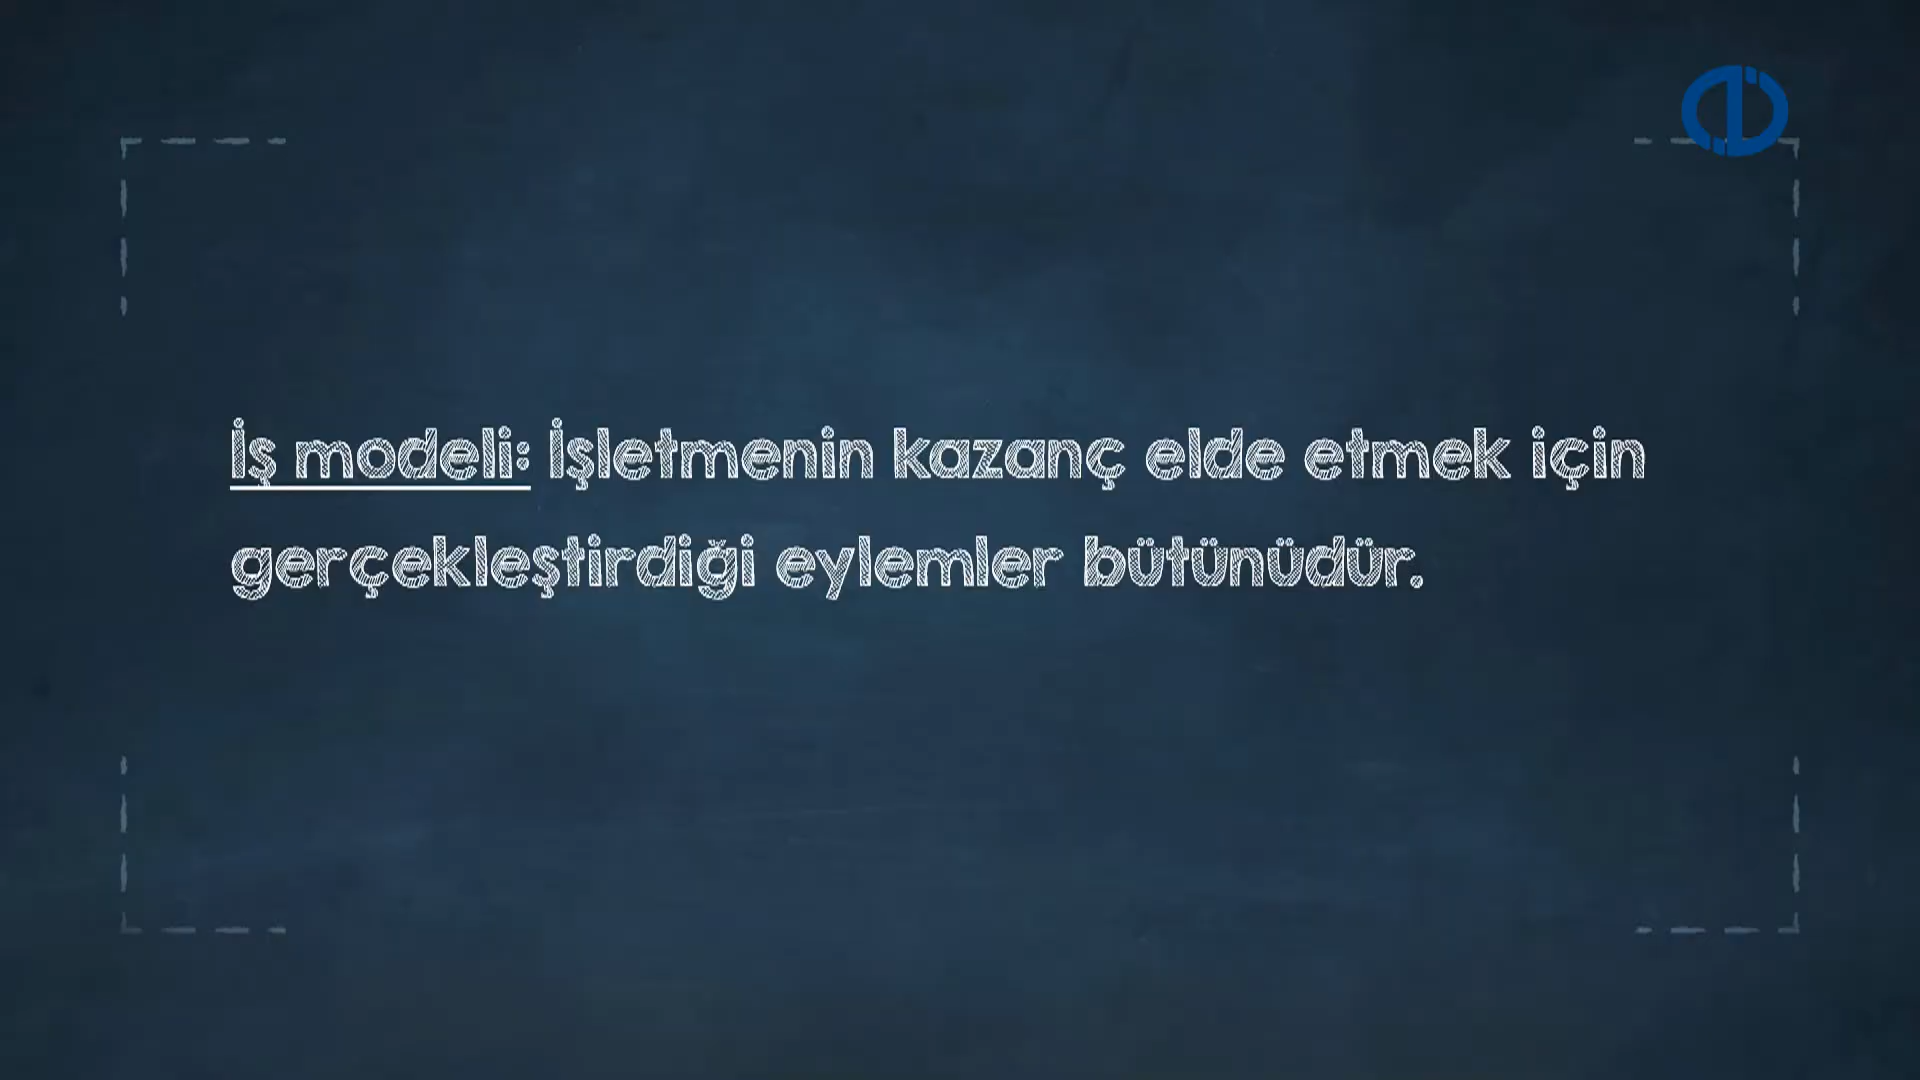 İş modeli: İşletmenin kazanç elde etmek için
gerçekleştirdiği eylemler bütünüdür.